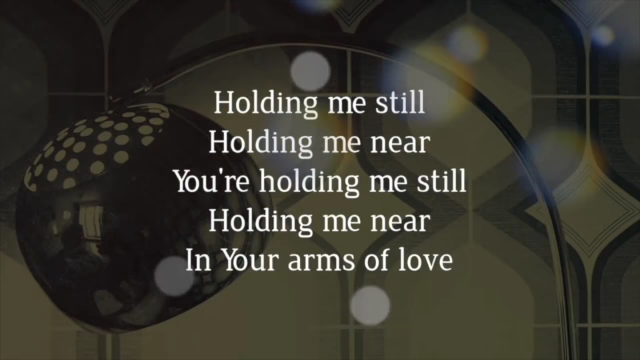 Holding me still
Holding me near
You're holding me still
Holding me near
In Your arms of love